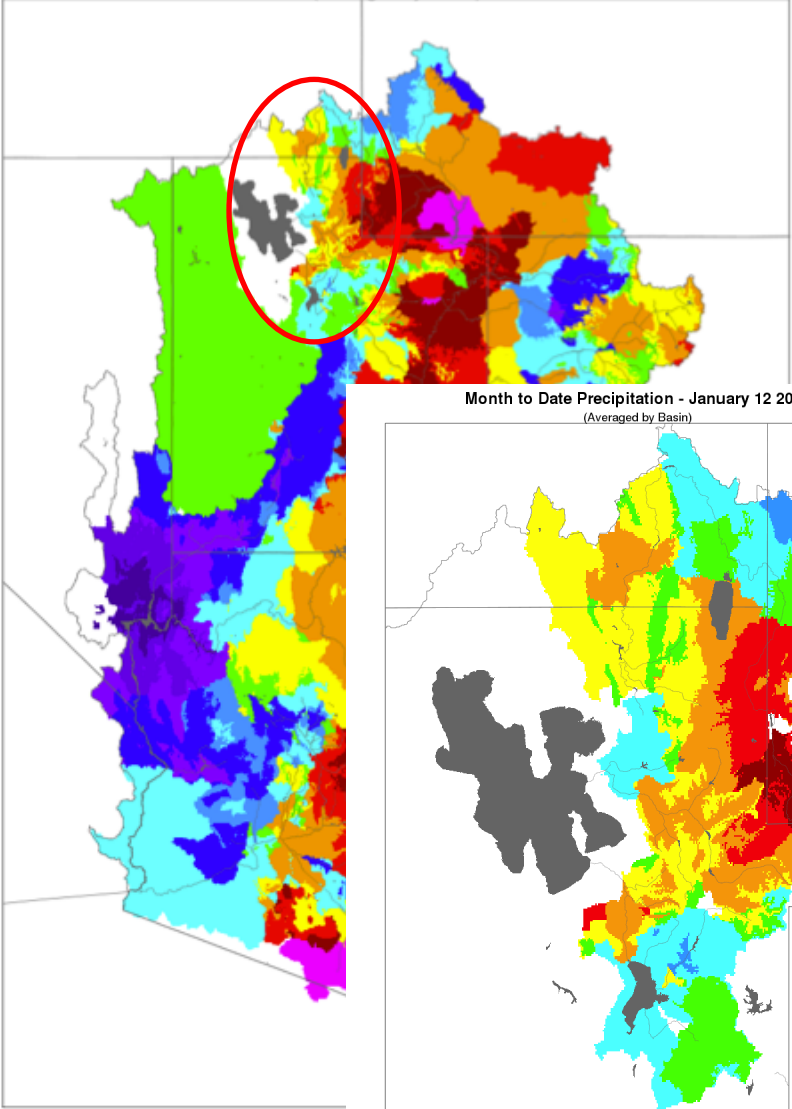 Month to Date Precipitation - January 12 20
(Averaged by Basin)